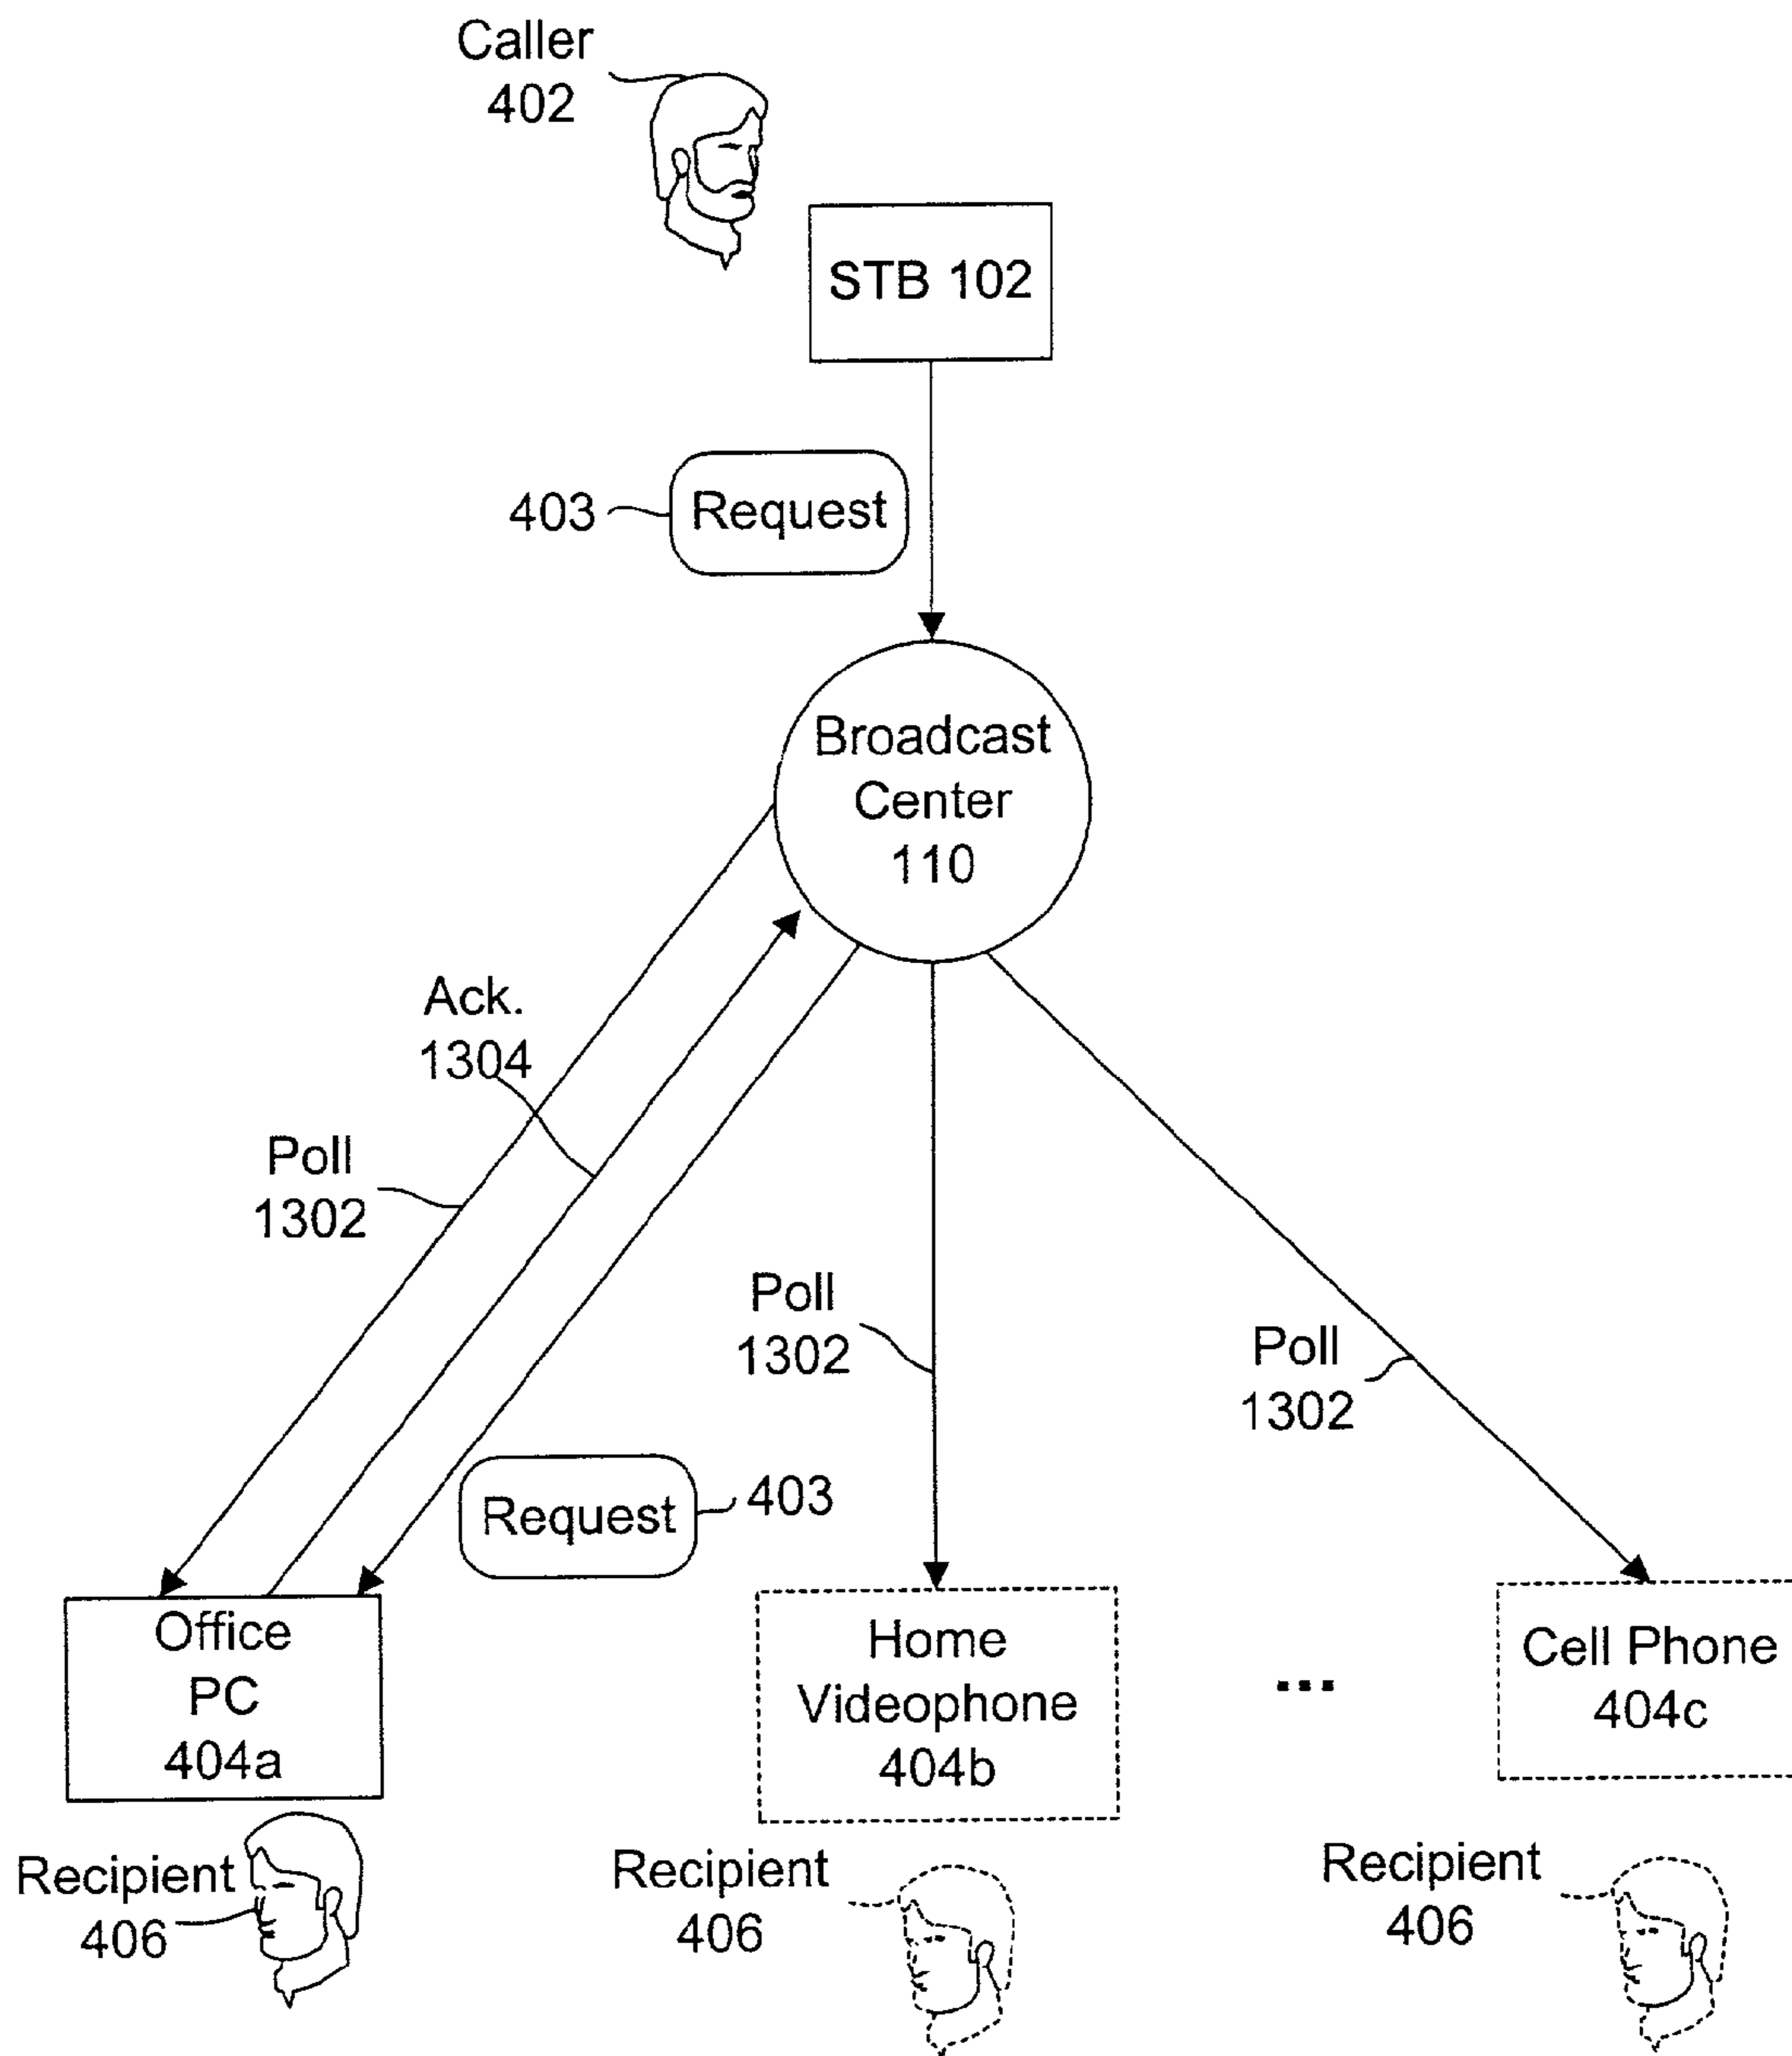 Caller
402
STB 102
403
Request
Broadcast
Center
110
Ack.
1304
Poll
1302
Poll
1302
Poll
1302
Request
403
Office
PC
404a
Home
Videophone
404b
...
Cell Phone
404c
Recipient
406
Recipient
406
Recipient
406